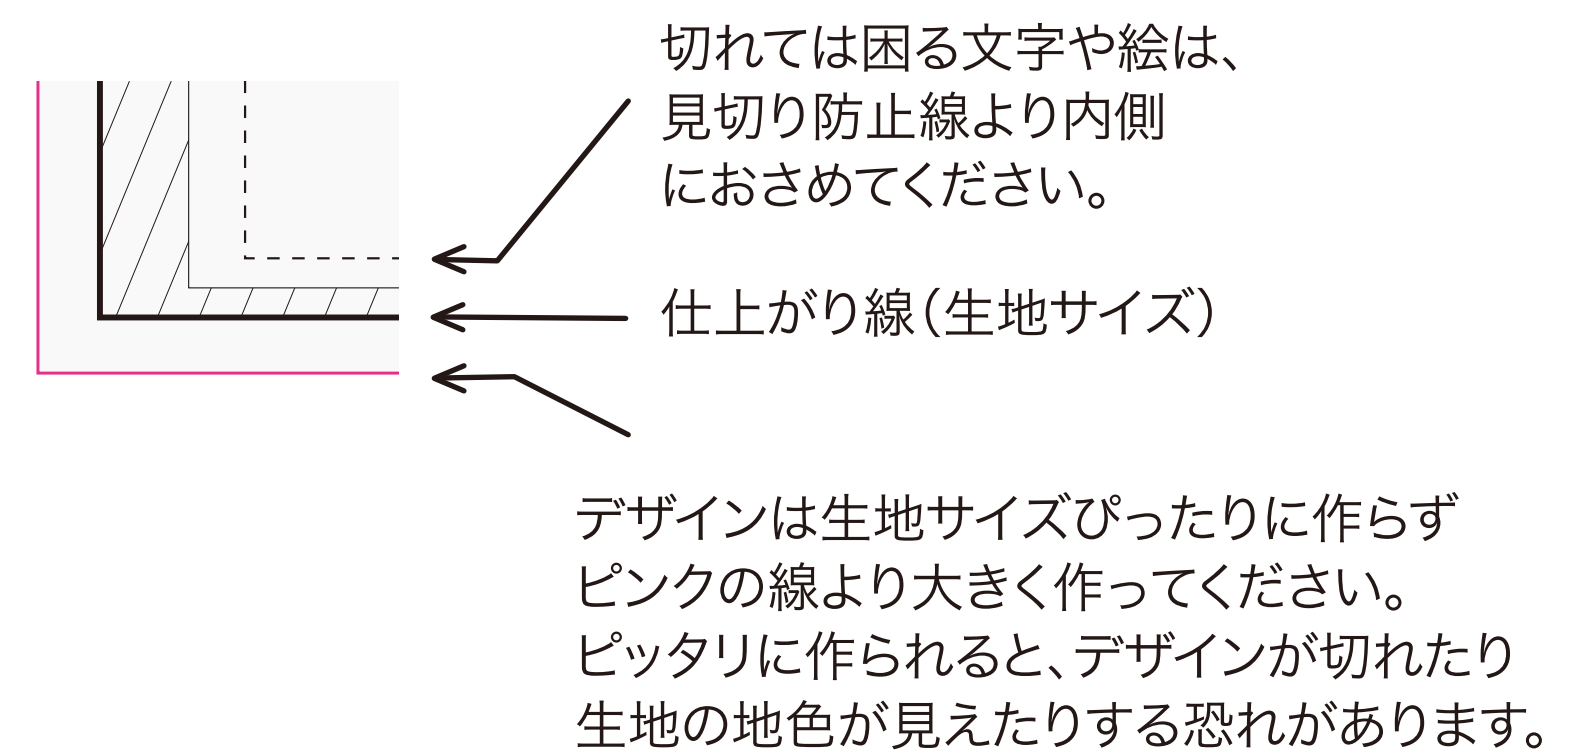 切れては困る文字や絵は、
見切り防止線より内側
におさめてください。
仕上がり線（生地サイズ）
デザインは生地サイズぴったりに作らず
ピンクの線より大きく作ってください。
ピッタリに作られると、デザインが切れたり
生地の地色が見えたりする恐れがあります。